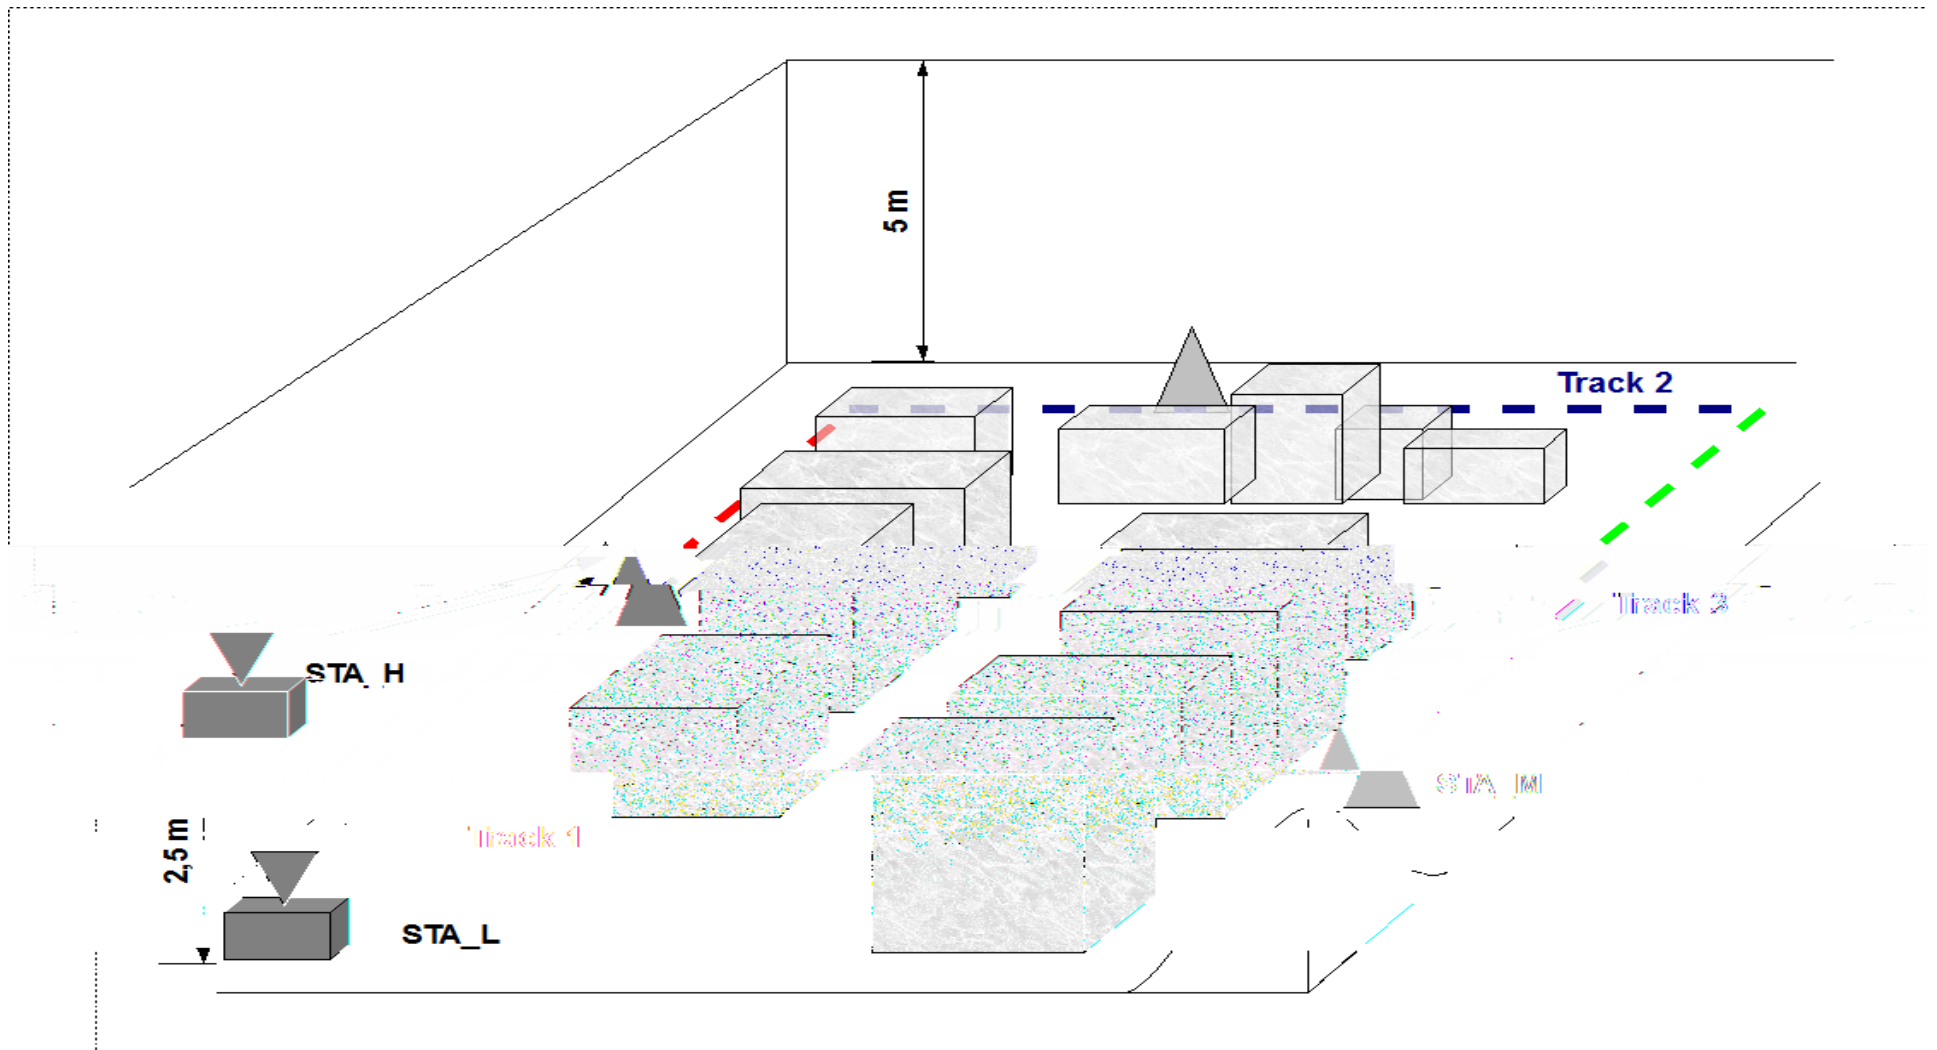 5 m
Track 2
Track 3
STA_H
STA_M
2,5 m
Track 1
STA_L